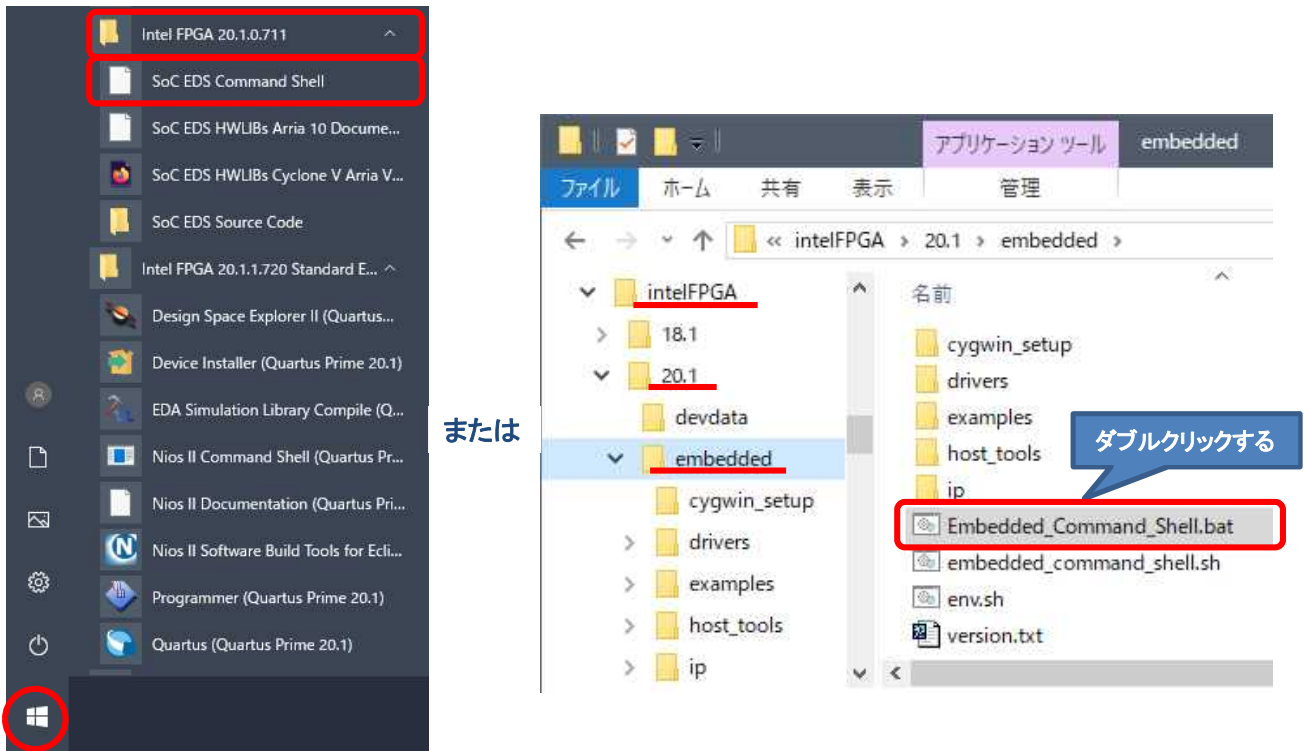 Intel FPGA 20.1.0.711
SoC EDS Command Shell
SoC EDS HWLIBs Arria 10 Docume...
SoC EDS HWLIBs Cyclone V Arria V...
SoC EDS Source Code
Intel FPGA 20.1.1.720 Standard E...
Design Space Explorer II (Quartus...
Device Installer (Quartus Prime 20.1)
EDA Simulation Library Compile (Q...
Nios II Command Shell (Quartus Pr...
Nios II Documentation (Quartus Pri...
Nios II Software Build Tools for Ecli...
Programmer (Quartus Prime 20.1)
Quartus (Quartus Prime 20.1)
または
アプリケーション ツール embedded
ファイル ホーム 共有 表示 管理
« intelFPGA > 20.1 > embedded >
intelFPGA
18.1
20.1
devdata
embedded
cygwin_setup
drivers
examples
host_tools
ip
名前
cygwin_setup
drivers
examples
host_tools
ip
Embedded_Command_Shell.bat
embedded_command_shell.sh
env.sh
version.txt
ダブルクリックする